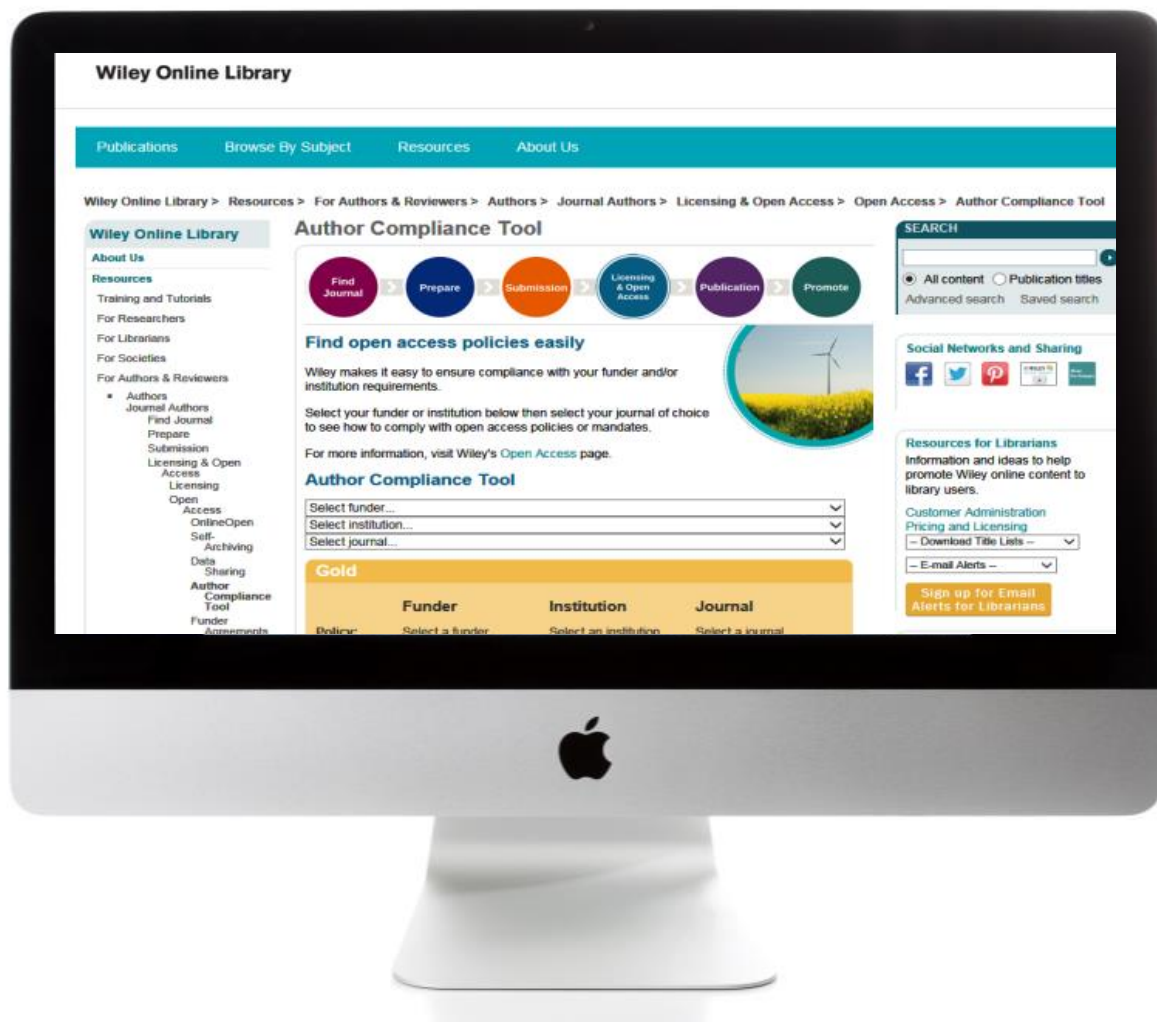 Wiley Online Library
Publications Browse By Subject Resources About Us
Wiley Online Library > Resources > For Authors & Reviewers > Authors > Journal Authors > Licensing & Open Access > Open Access > Author Compliance Tool
Wiley Online Library
About Us
Resources
Training and Tutorials
For Researchers
For Librarians
For Societies
For Authors & Reviewers
Authors
Journal Authors
Find Journal
Prepare
Submission
Licensing & Open
Access
Licensing
Open
Access
OnlineOpen
Self-
Archiving
Data
Sharing
Author
Compliance
Tool
Funder
Agreements
Author Compliance Tool
Find
Journal
Prepare
Submission
Licensing
& Open
Access
Publication
Promote
Find open access policies easily
Wiley makes it easy to ensure compliance with your funder and/or
institution requirements.
Select your funder or institution below then select your journal of choice
to see how to comply with open access policies or mandates.
For more information, visit Wiley's Open Access page.
Author Compliance Tool
Select funder...
Select institution...
Select journal...
Gold
Funder Institution Journal
Policy: Select a funder Select an institution Select a journal
SEARCH
All content Publication titles
Advanced search Saved search
Social Networks and Sharing
Resources for Librarians
Information and ideas to help
promote Wiley online content to
library users.
Customer Administration
Pricing and Licensing
-- Download Title Lists --
-- E-mail Alerts --
Sign up for Email
Alerts for Librarians